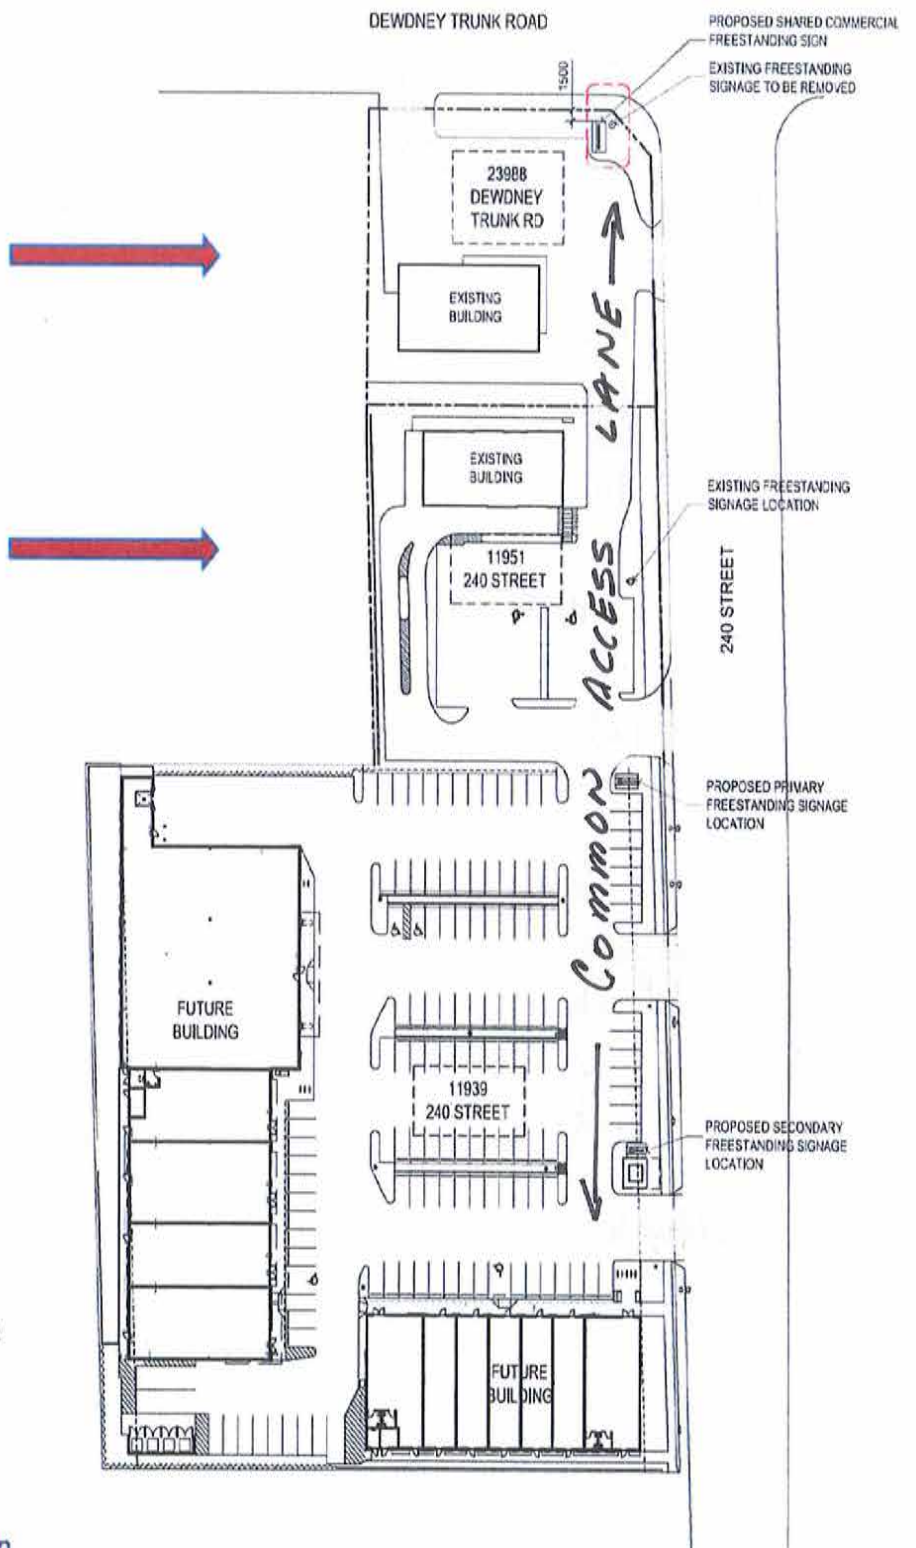 DEWDNEY TRUNK ROAD
PROPOSED SHARED COMMERCIAL
FREESTANDING SIGN
EXISTING FREESTANDING
SIGNAGE TO BE REMOVED
1500
23988
DEWDNEY
TRUNK RD
EXISTING
BUILDING
EXISTING
BUILDING
EXISTING FREESTANDING
SIGNAGE LOCATION
11951
240 STREET
240 STREET
COMMON ACCESS LANE
PROPOSED PRIMARY
FREESTANDING SIGNAGE
LOCATION
FUTURE
BUILDING
11939
240 STREET
PROPOSED SECONDARY
FREESTANDING SIGNAGE
LOCATION
FUTURE
BUILDING